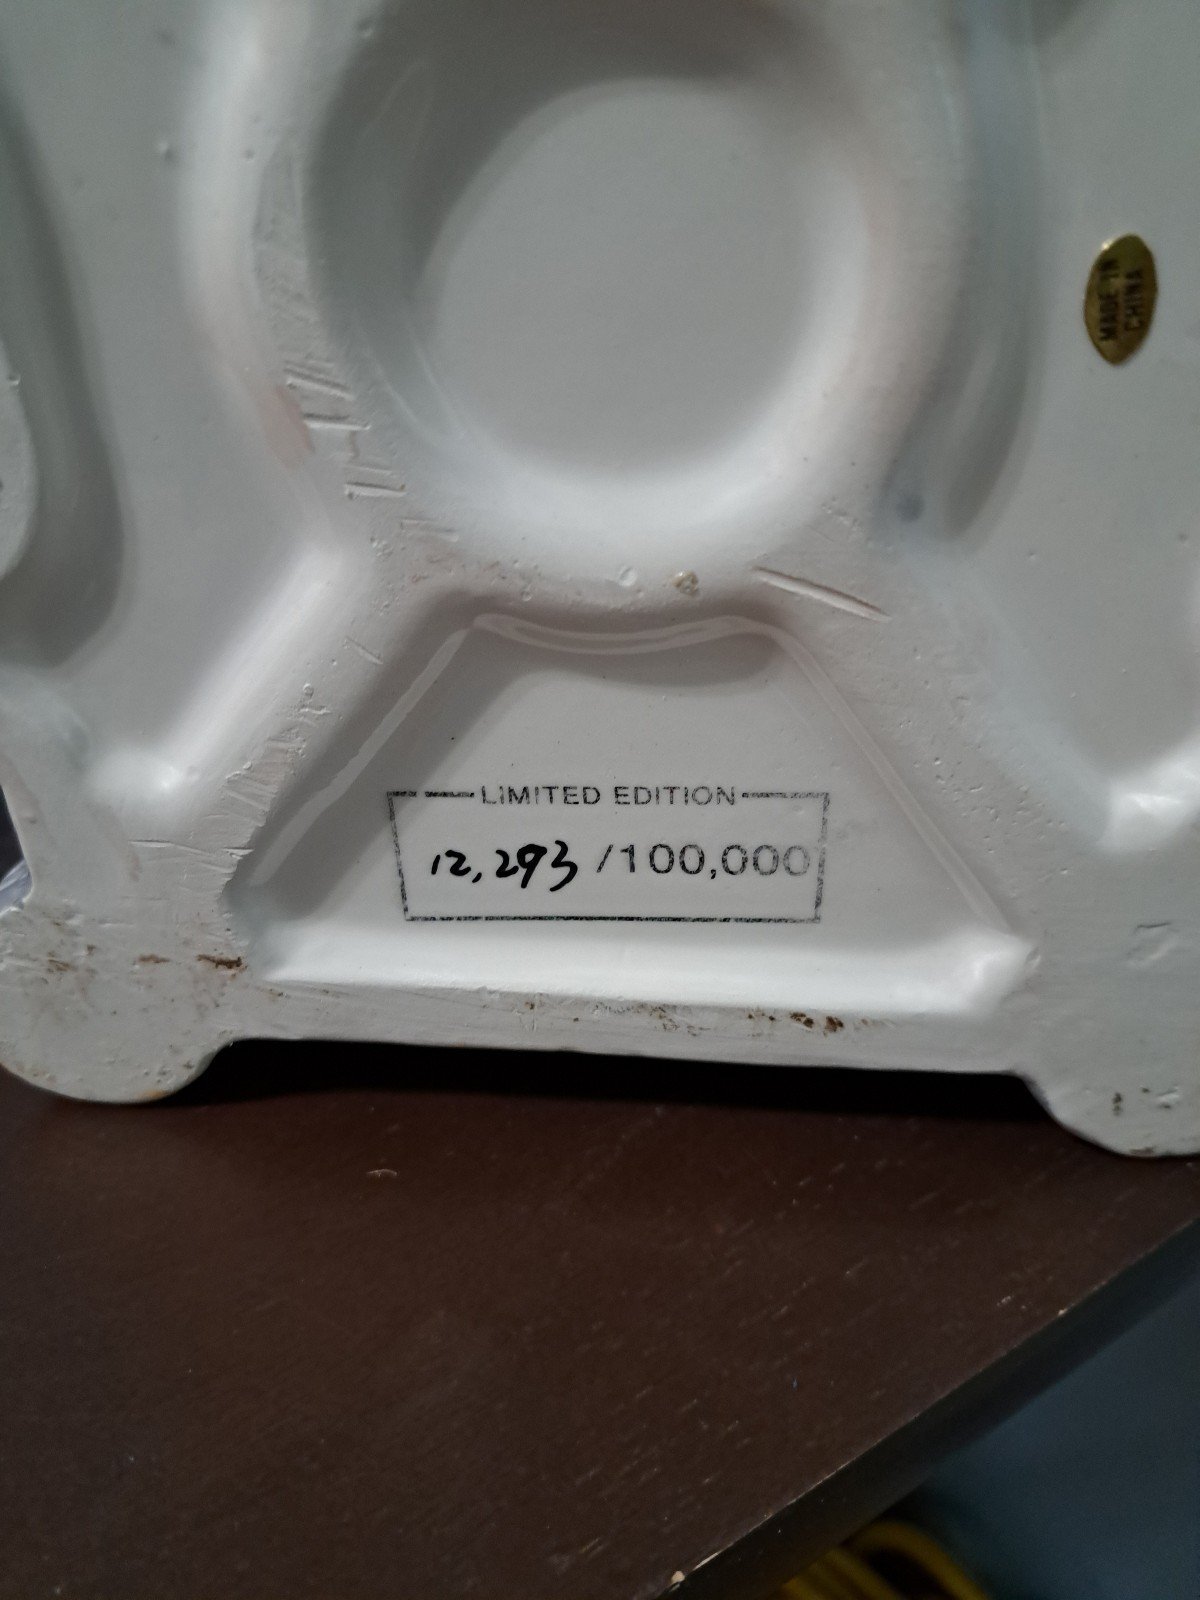 MADE IN
CHINA
LIMITED EDITION
12,293 /100,000